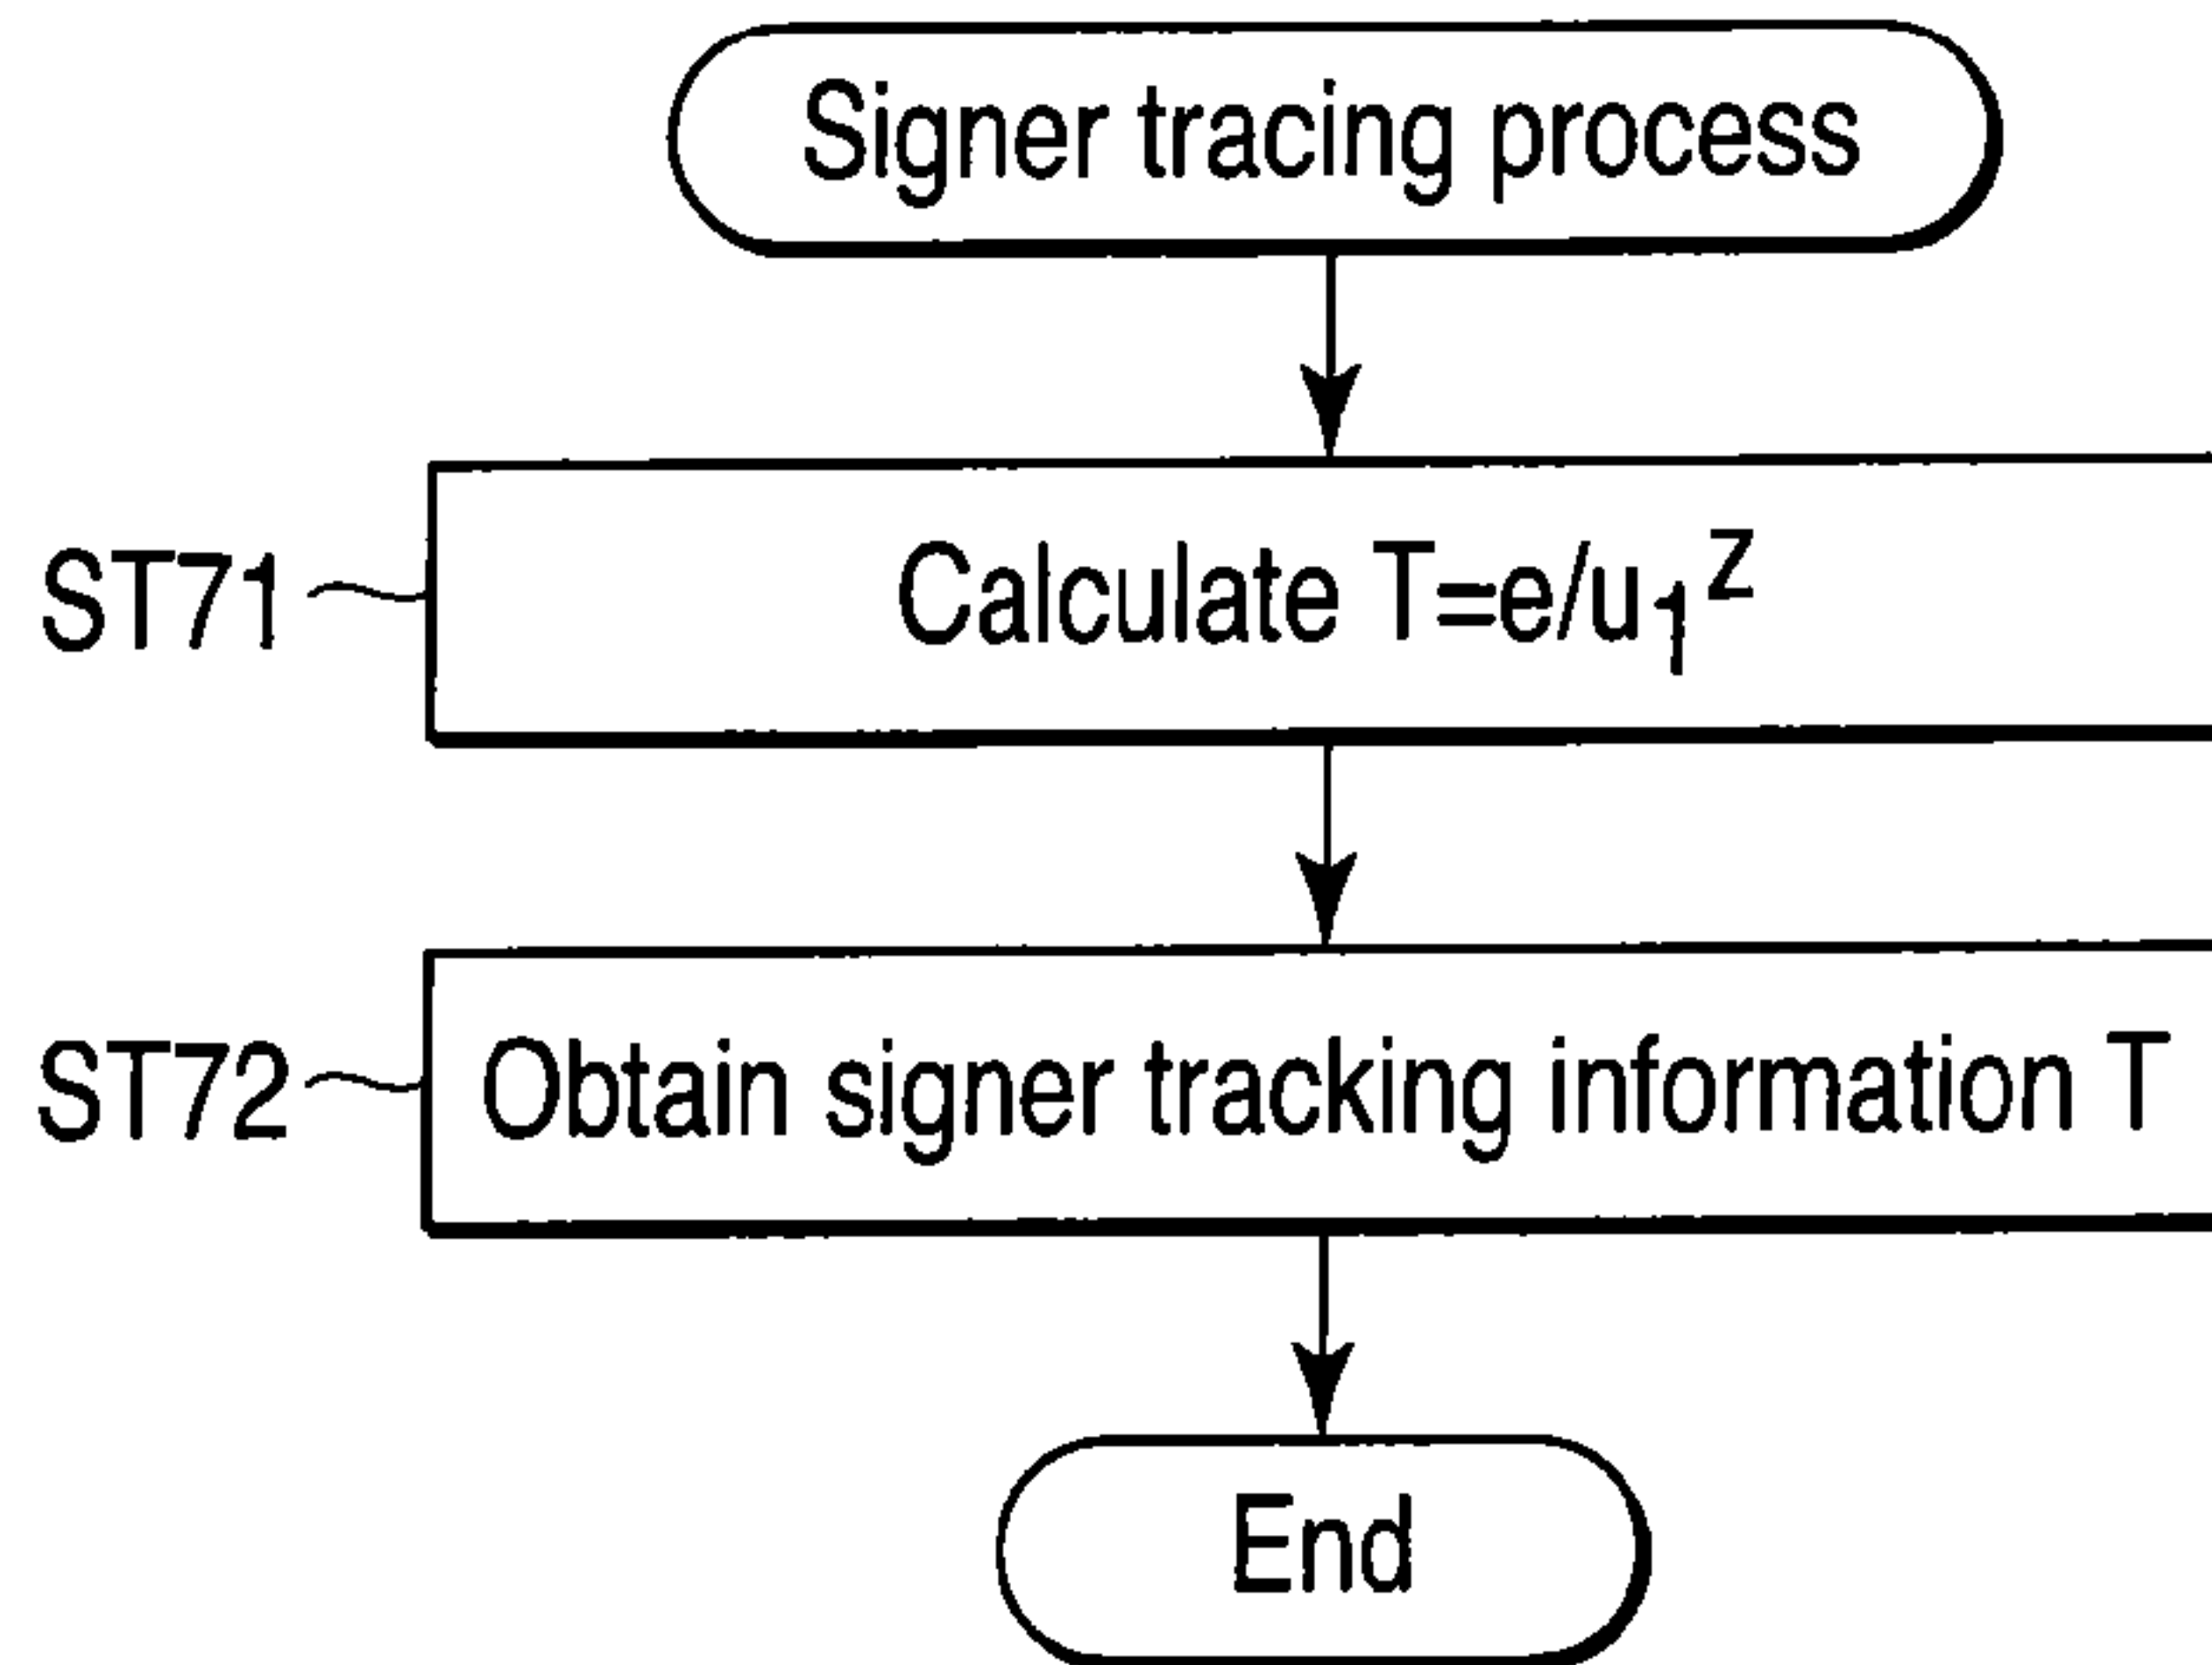 Signer tracing process
ST71
Calculate T=e/u₁ᶻ
ST72
Obtain signer tracking information T
End